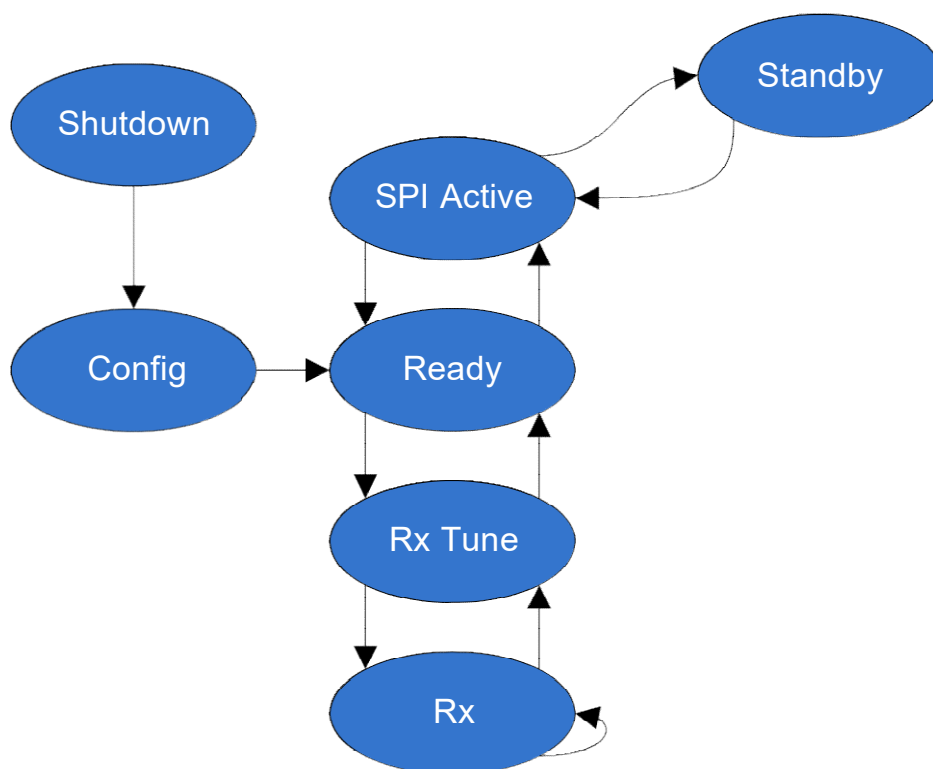 Standby
Shutdown
SPI Active
Config
Ready
Rx Tune
Rx